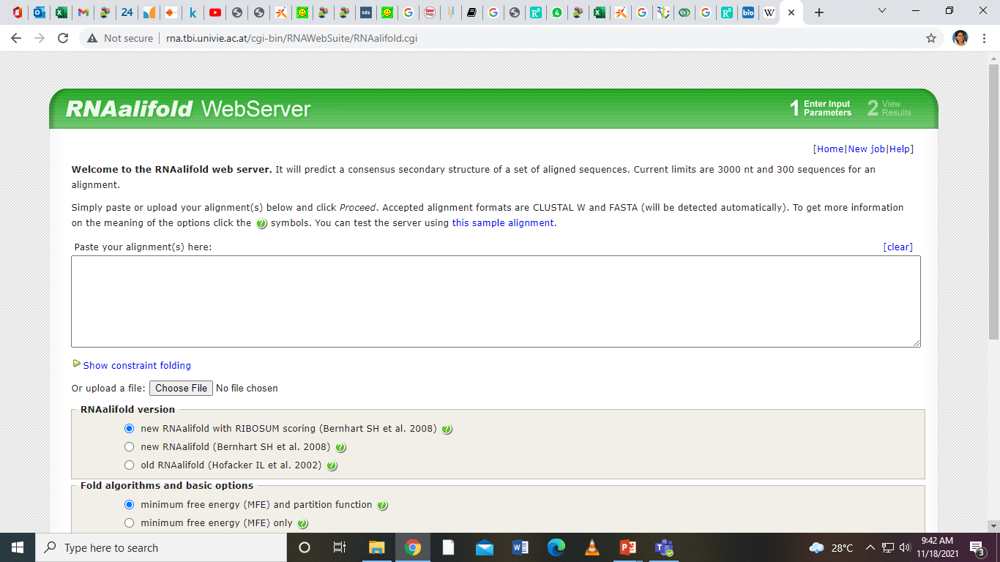 24
k
tds
4
bio
W
Not secure
rna.tbi.univie.ac.at/cgi-bin/RNAWebSuite/RNAalifold.cgi
RNAalifold WebServer
1 Enter Input Parameters
2 View Results
[Home|New job|Help]
Welcome to the RNAalifold web server. It will predict a consensus secondary structure of a set of aligned sequences. Current limits are 3000 nt and 300 sequences for an
alignment.
Simply paste or upload your alignment(s) below and click Proceed. Accepted alignment formats are CLUSTAL W and FASTA (will be detected automatically). To get more information
on the meaning of the options click the ? symbols. You can test the server using this sample alignment.
Paste your alignment(s) here:
[clear]
Show constraint folding
Or upload a file: Choose File No file chosen
RNAalifold version
new RNAalifold with RIBOSUM scoring (Bernhart SH et al. 2008) ?
new RNAalifold (Bernhart SH et al. 2008) ?
old RNAalifold (Hofacker IL et al. 2002) ?
Fold algorithms and basic options
minimum free energy (MFE) and partition function ?
minimum free energy (MFE) only ?
Type here to search
28°C
9:42 AM
11/18/2021
3